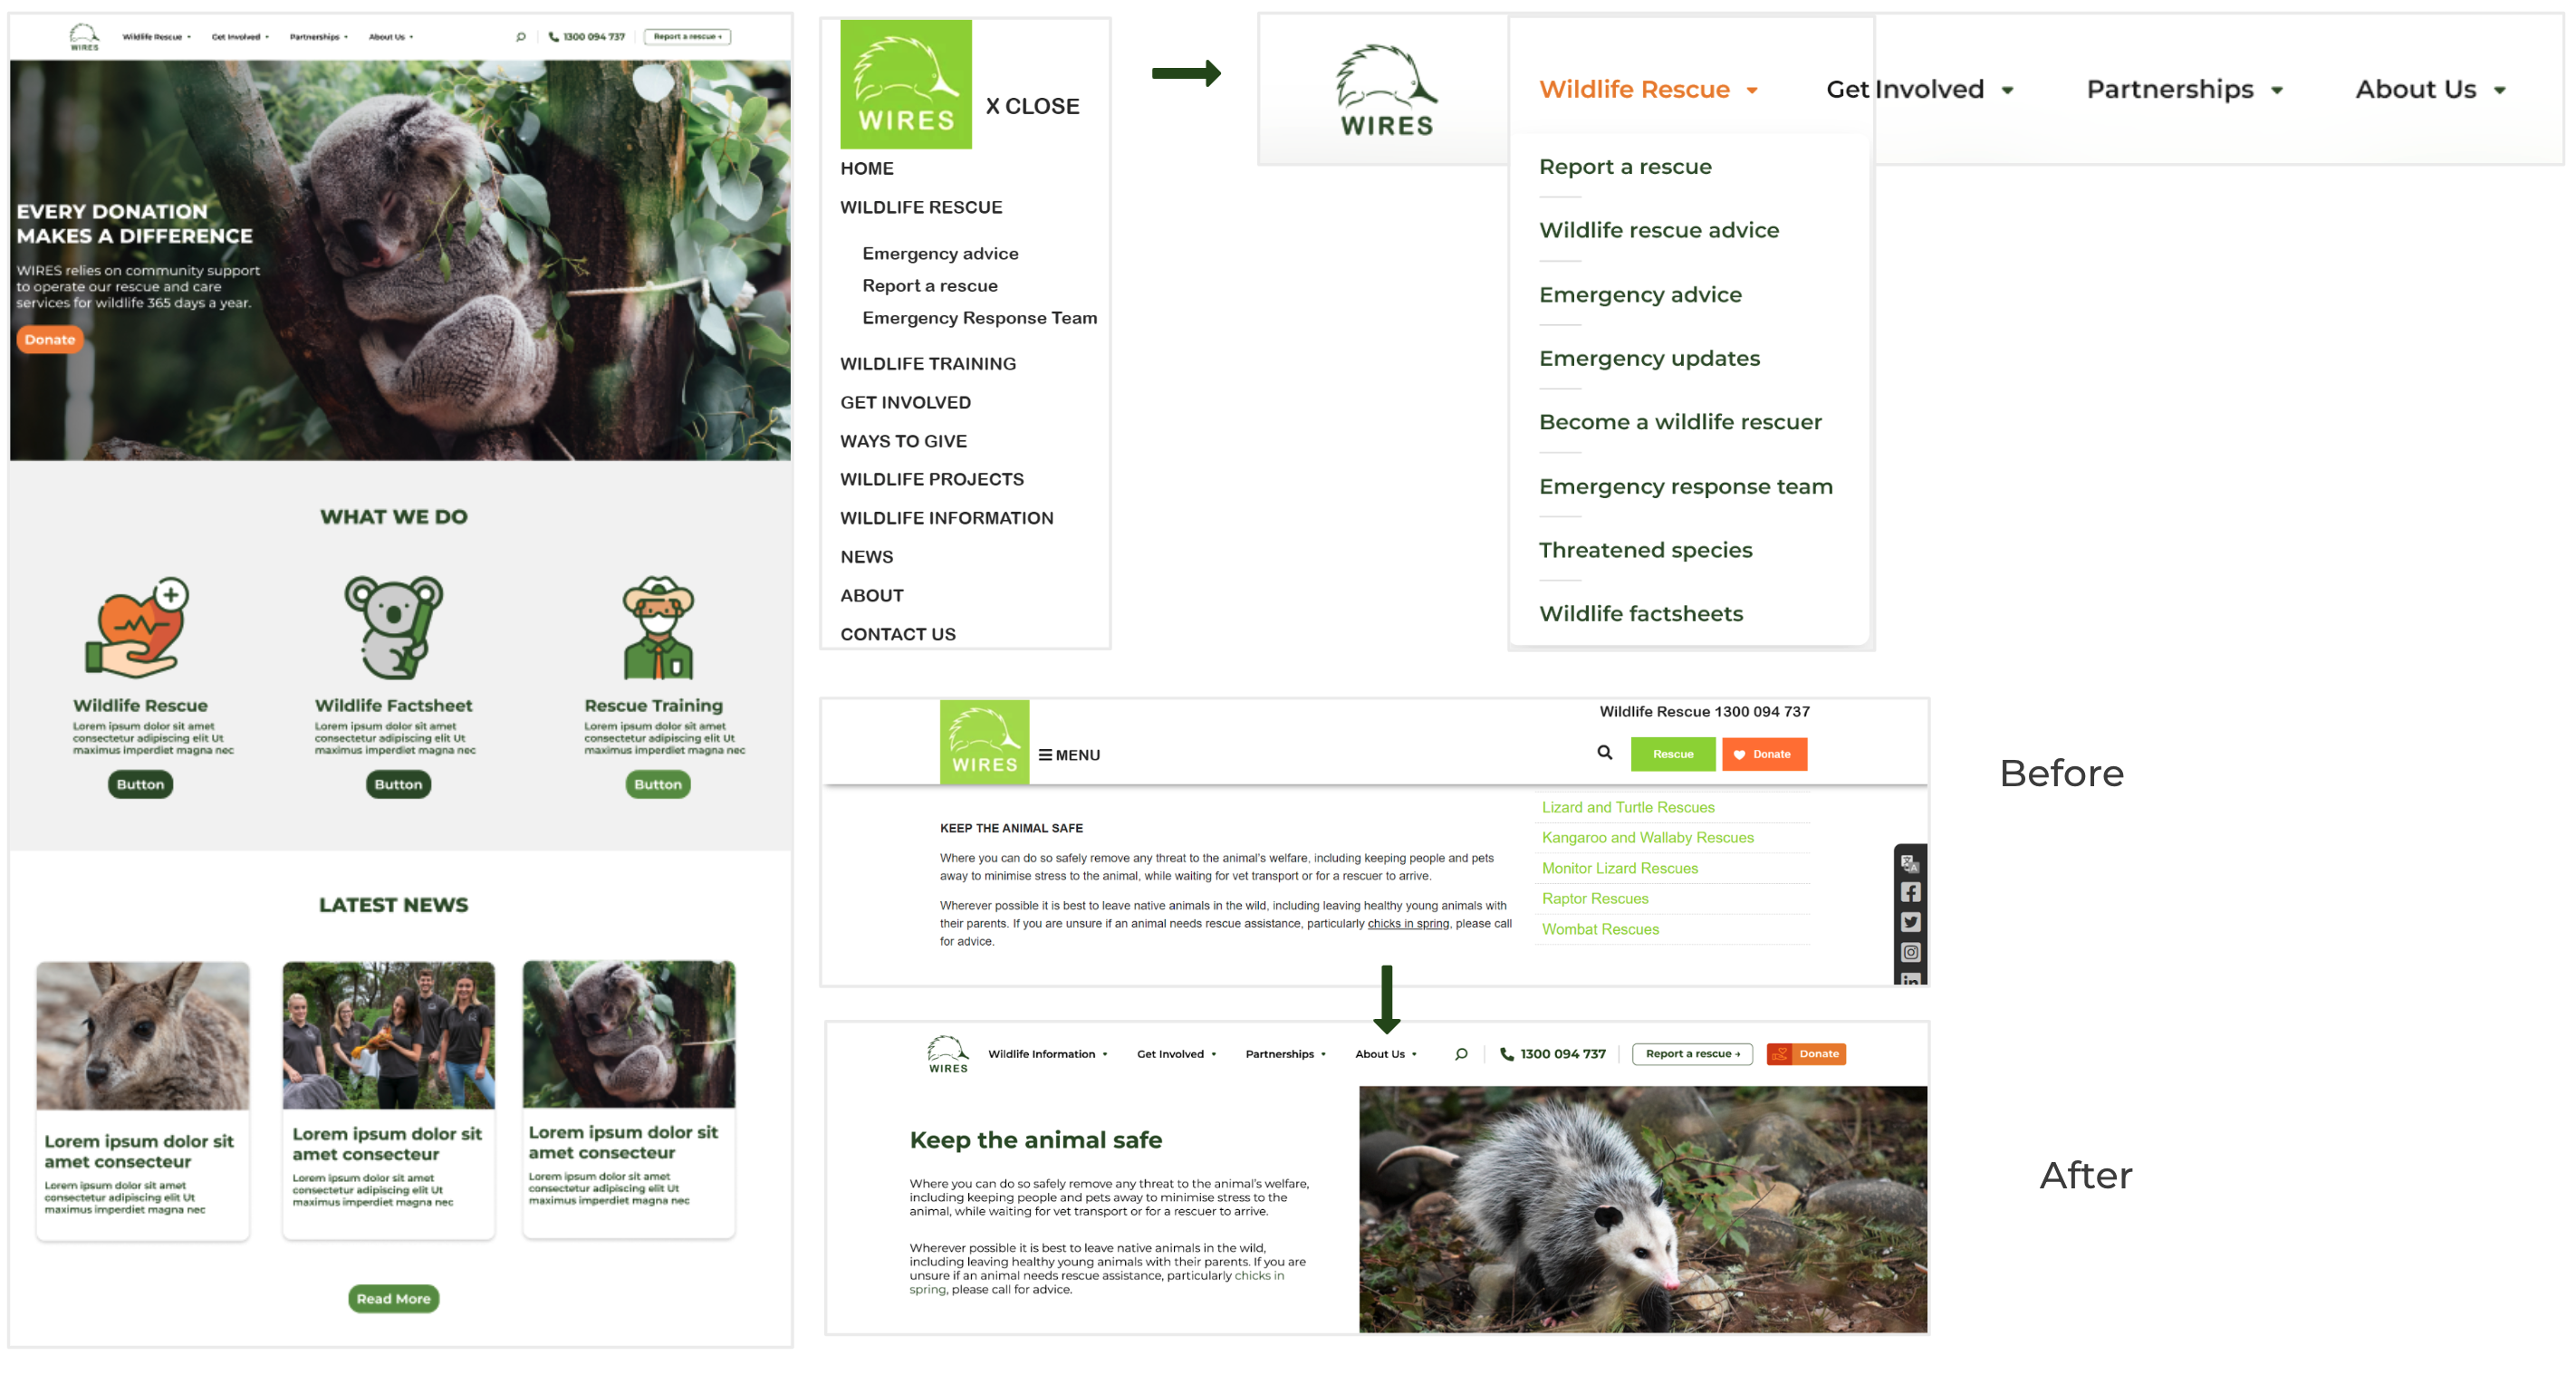 WIRES
Wildlife Rescue
Get Involved
Partnerships
About Us
1300 094 737
Report a rescue
EVERY DONATION
MAKES A DIFFERENCE
WIRES relies on community support
to operate our rescue and care
services for wildlife 365 days a year.
Donate
WHAT WE DO
Wildlife Rescue
Lorem ipsum dolor sit amet
consectetur adipiscing elit Ut
maximus imperdiet magna nec
Button
Wildlife Factsheet
Lorem ipsum dolor sit amet
consectetur adipiscing elit Ut
maximus imperdiet magna nec
Button
Rescue Training
Lorem ipsum dolor sit amet
consectetur adipiscing elit Ut
maximus imperdiet magna nec
Button
LATEST NEWS
Lorem ipsum dolor sit
amet consecteur
Lorem ipsum dolor sit amet
consectetur adipiscing elit Ut
maximus imperdiet magna nec
Lorem ipsum dolor sit
amet consecteur
Lorem ipsum dolor sit amet
consectetur adipiscing elit Ut
maximus imperdiet magna nec
Lorem ipsum dolor sit
amet consecteur
Lorem ipsum dolor sit amet
consectetur adipiscing elit Ut
maximus imperdiet magna nec
Read More
WIRES
X CLOSE
HOME
WILDLIFE RESCUE
Emergency advice
Report a rescue
Emergency Response Team
WILDLIFE TRAINING
GET INVOLVED
WAYS TO GIVE
WILDLIFE PROJECTS
WILDLIFE INFORMATION
NEWS
ABOUT
CONTACT US
WIRES
Wildlife Rescue
Get Involved
Partnerships
About Us
Report a rescue
Wildlife rescue advice
Emergency advice
Emergency updates
Become a wildlife rescuer
Emergency response team
Threatened species
Wildlife factsheets
WIRES
MENU
Wildlife Rescue 1300 094 737
Rescue
Donate
KEEP THE ANIMAL SAFE
Where you can do so safely remove any threat to the animal's welfare, including keeping people and pets
away to minimise stress to the animal, while waiting for vet transport or for a rescuer to arrive.
Wherever possible it is best to leave native animals in the wild, including leaving healthy young animals with
their parents. If you are unsure if an animal needs rescue assistance, particularly chicks in spring, please call
for advice.
Lizard and Turtle Rescues
Kangaroo and Wallaby Rescues
Monitor Lizard Rescues
Raptor Rescues
Wombat Rescues
Before
WIRES
Wildlife Information
Get Involved
Partnerships
About Us
1300 094 737
Report a rescue
Donate
Keep the animal safe
Where you can do so safely remove any threat to the animal's welfare,
including keeping people and pets away to minimise stress to the
animal, while waiting for vet transport or for a rescuer to arrive.
Wherever possible it is best to leave native animals in the wild,
including leaving healthy young animals with their parents. If you are
unsure if an animal needs rescue assistance, particularly chicks in
spring, please call for advice.
After